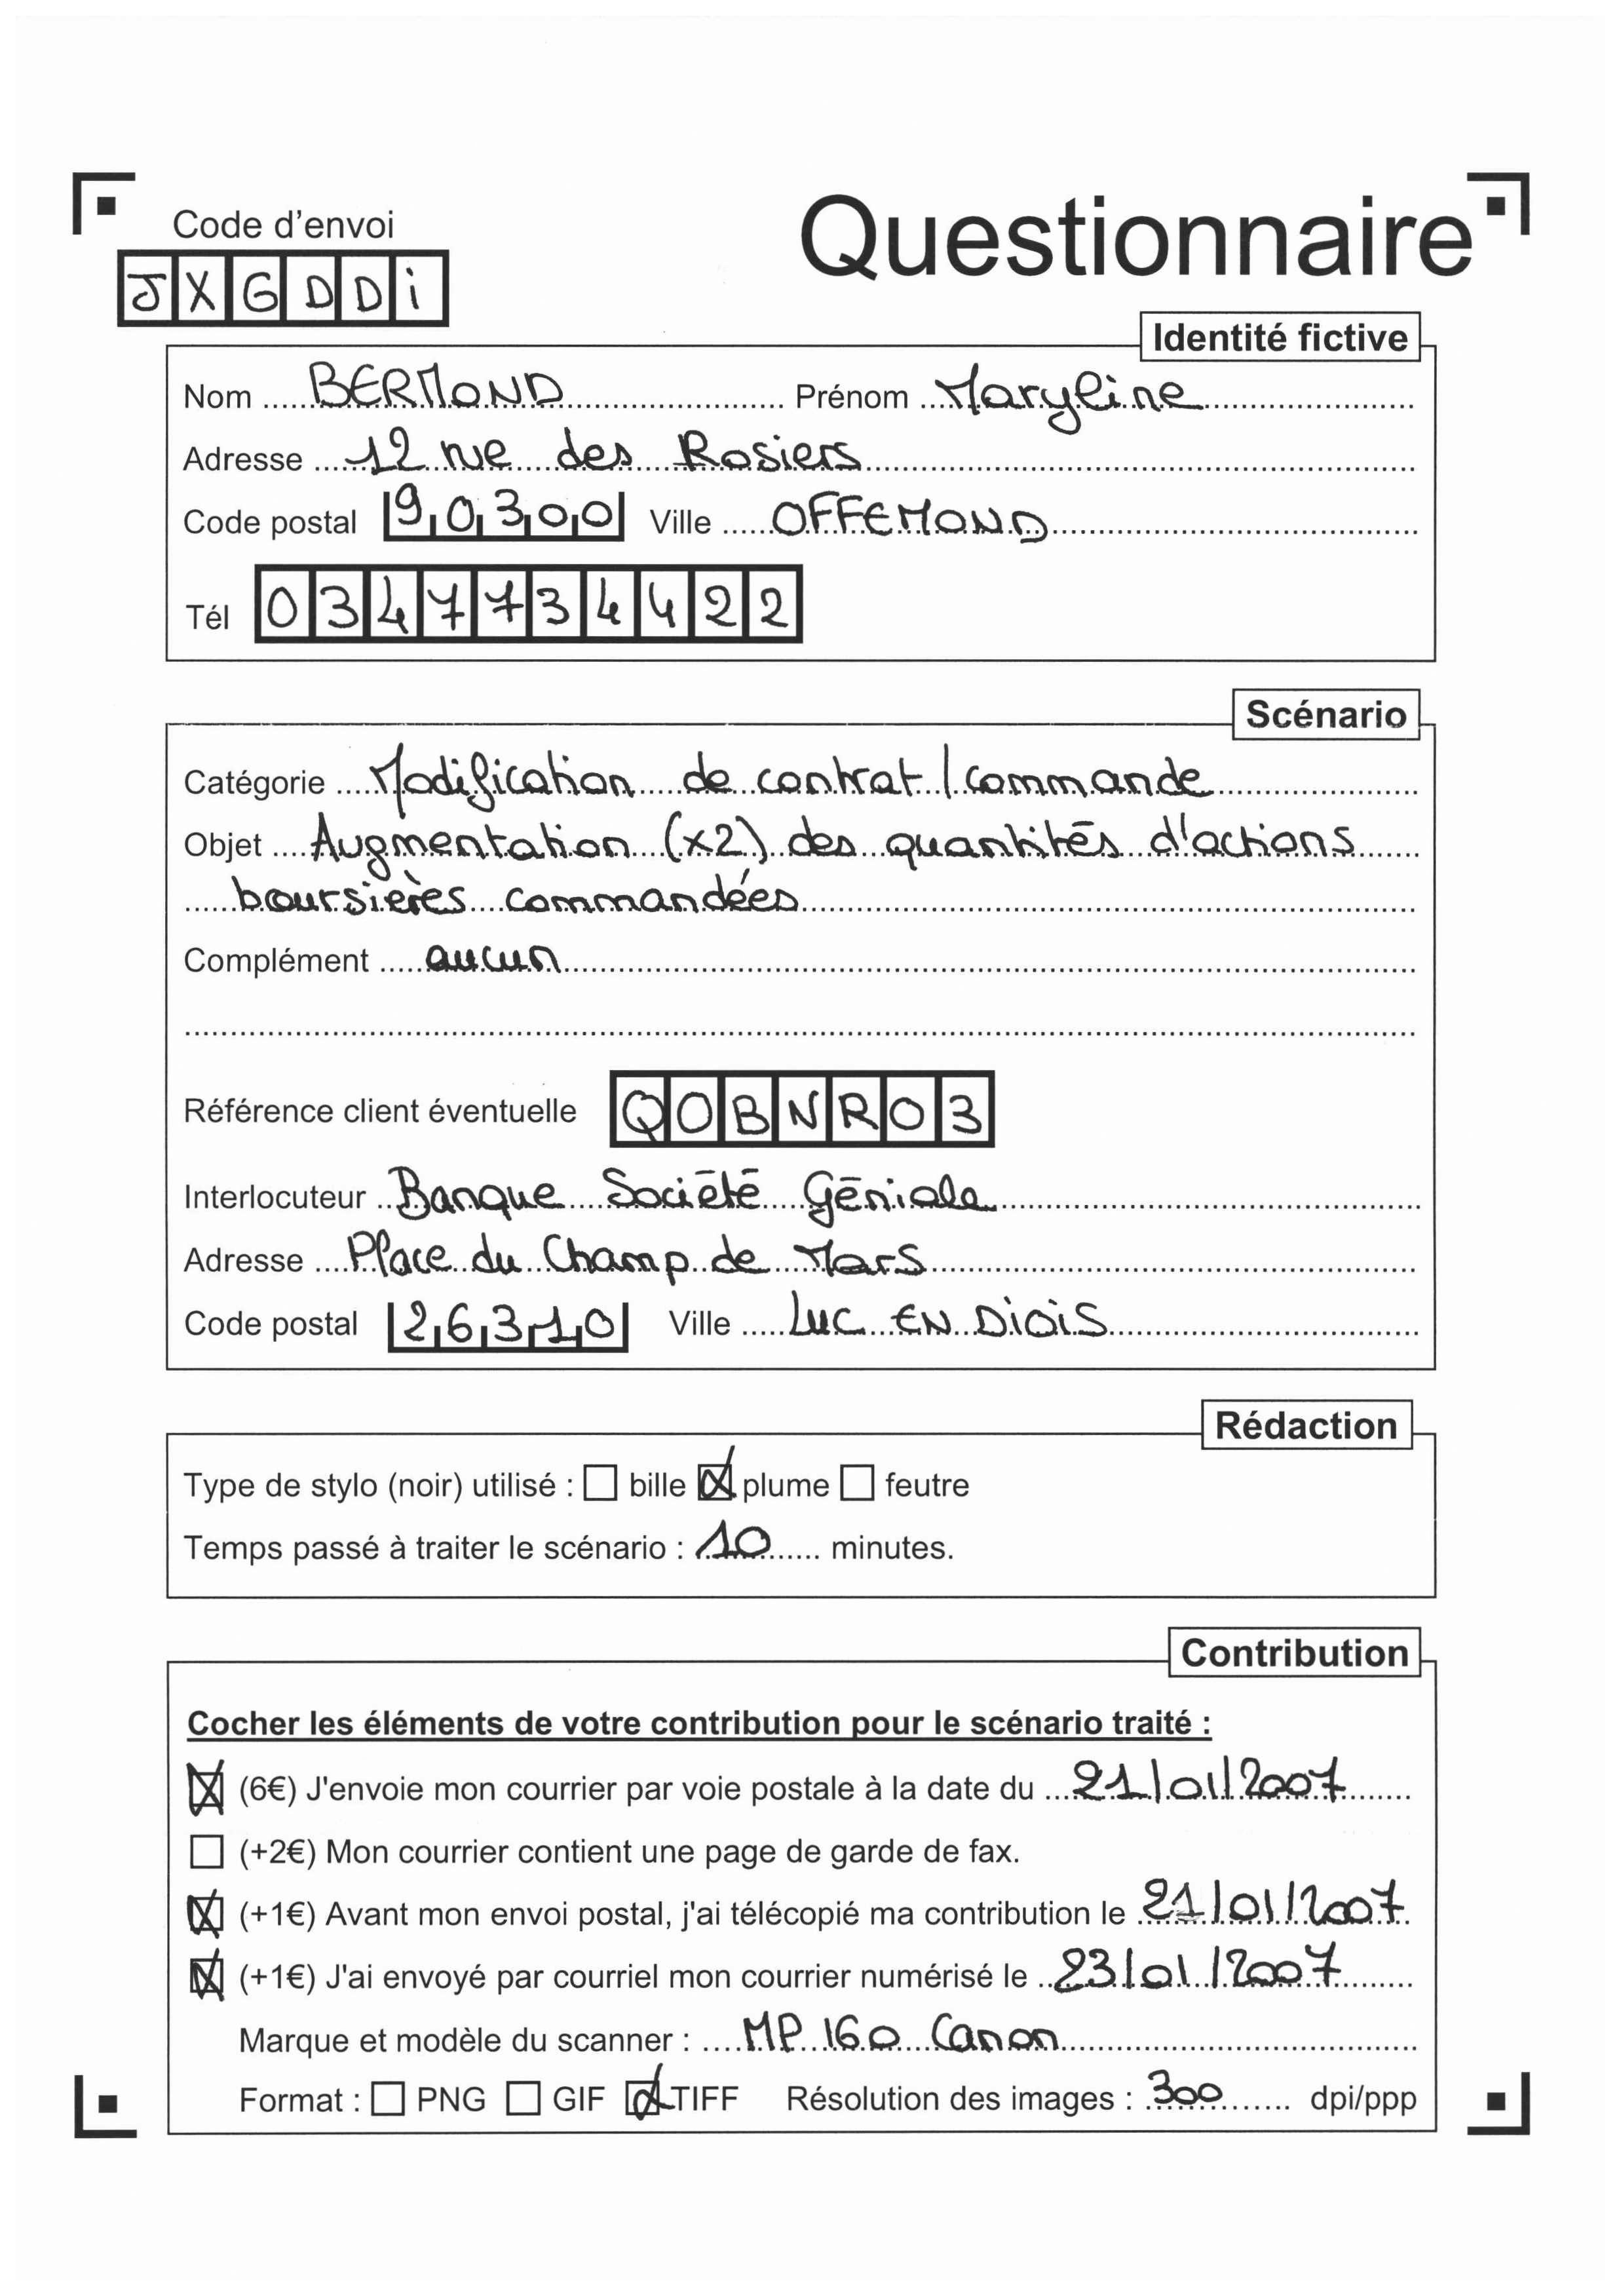 Code d'envoi
Questionnaire
JXGDDi
Identité fictive
Nom BERMOND Prénom Maryline
Adresse 12 rue des Rosiers
Code postal 90300 Ville OFFEMOND
Tél 0347734422
Scénario
Catégorie Modification de contrat / commande
Objet Augmentation (x2) des quantités d'actions
boursières commandées
Complément aucun
Référence client éventuelle QOBNRO3
Interlocuteur Banque Société Géniale
Adresse Place du Champ de Mars
Code postal 26310 Ville LUC EN DIOIS
Rédaction
Type de stylo (noir) utilisé : bille plume feutre
Temps passé à traiter le scénario : 10 minutes.
Contribution
Cocher les éléments de votre contribution pour le scénario traité :
(6€) J'envoie mon courrier par voie postale à la date du 21/01/2007
(+2€) Mon courrier contient une page de garde de fax.
(+1€) Avant mon envoi postal, j'ai télécopié ma contribution le 21/01/2007
(+1€) J'ai envoyé par courriel mon courrier numérisé le 23/01/2007
Marque et modèle du scanner : MP 160 Canon
Format : PNG GIF TIFF Résolution des images : 300 dpi/ppp